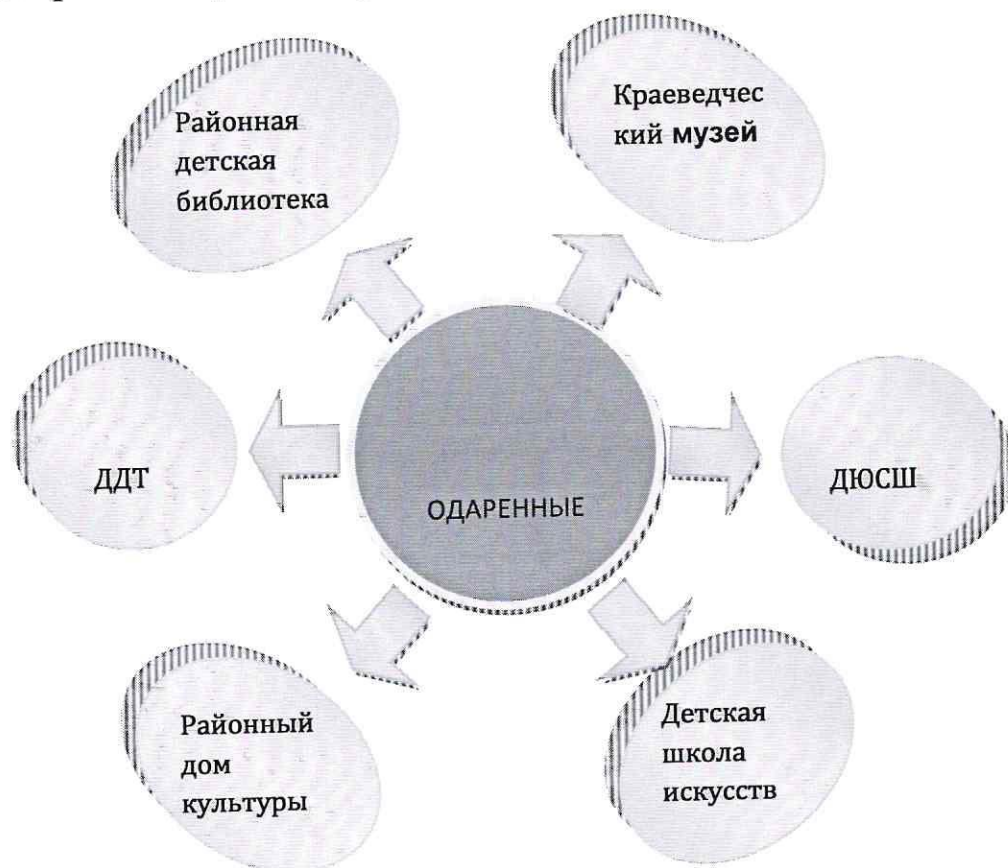 Районная
детская
библиотека
Краеведчес
кий музей
ДДТ
ОДАРЕННЫЕ
ДЮСШ
Районный
дом
культуры
Детская
школа
искусств